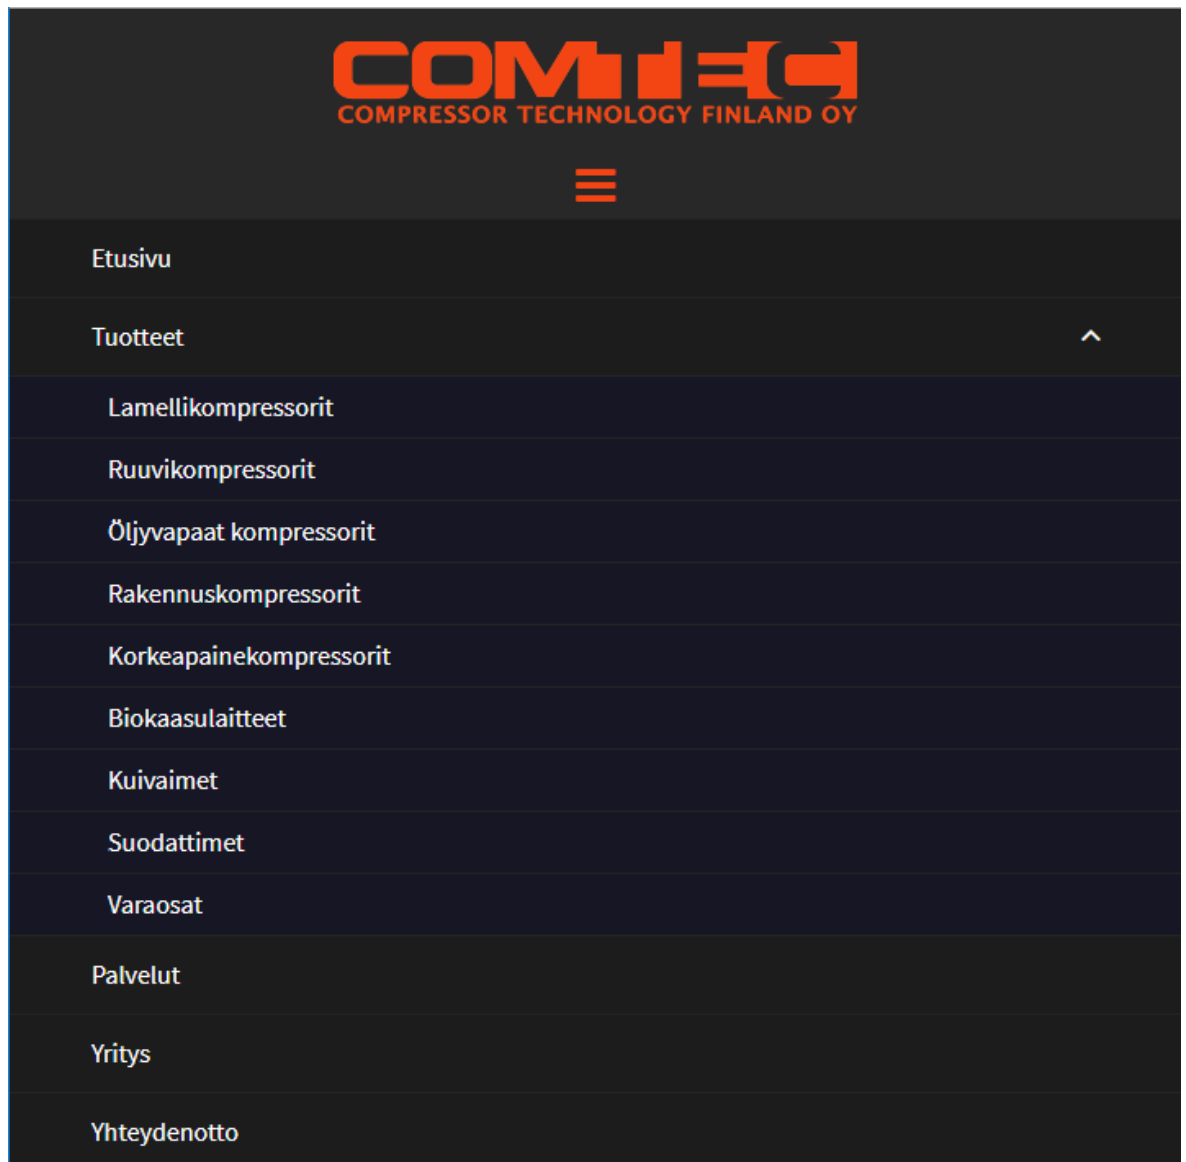 COMTEC
COMPRESSOR TECHNOLOGY FINLAND OY
Etusivu
Tuotteet
Lamellikompressorit
Ruuvikompressorit
Öljyvapaat kompressorit
Rakennuskompressorit
Korkeapainekompressorit
Biokaasulaitteet
Kuivaimet
Suodattimet
Varaosat
Palvelut
Yritys
Yhteydenotto